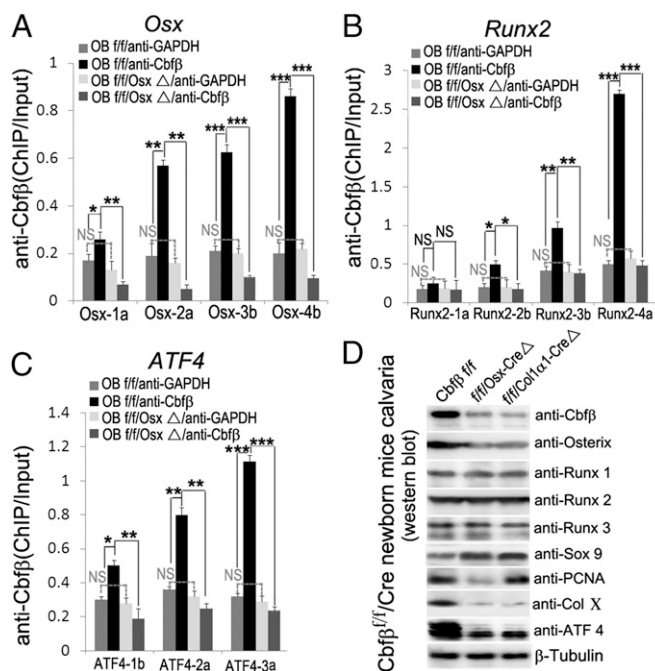 A
Osx
OB f/f/anti-GAPDH
OB f/f/anti-Cbfβ
OB f/f/Osx △/anti-GAPDH
OB f/f/Osx △/anti-Cbfβ
anti-Cbfβ(ChIP/Input)
1
0.8
0.6
0.4
0.2
0
NS * **
NS ** **
NS *** ***
NS *** ***
Osx-1a Osx-2a Osx-3b Osx-4b
B
Runx2
OB f/f/anti-GAPDH
OB f/f/anti-Cbfβ
OB f/f/Osx △/anti-GAPDH
OB f/f/Osx △/anti-Cbfβ
anti-Cbfβ(ChIP/Input)
3
2.5
2
1.5
1
0.5
0
NS NS NS
NS * *
NS ** **
NS *** ***
Runx2-1a Runx2-2b Runx2-3b Runx2-4a
C
ATF4
OB f/f/anti-GAPDH
OB f/f/anti-Cbfβ
OB f/f/Osx △/anti-GAPDH
OB f/f/Osx △/anti-Cbfβ
anti-Cbfβ(ChIP/Input)
1.4
1.2
1
0.8
0.6
0.4
0.2
0
NS * **
NS ** **
NS *** ***
ATF4-1b ATF4-2a ATF4-3a
D
Cbfβ f/f
f/f/Osx-Cre△
f/f/Col1α1-Cre△
Cbfβf/f/Cre newborn mice calvaria
(western blot)
anti-Cbfβ
anti-Osterix
anti-Runx 1
anti-Runx 2
anti-Runx 3
anti-Sox 9
anti-PCNA
anti-Col X
anti-ATF 4
β-Tubulin